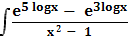 ∫ e^{5 logx} − e^{3logx} / x² − 1